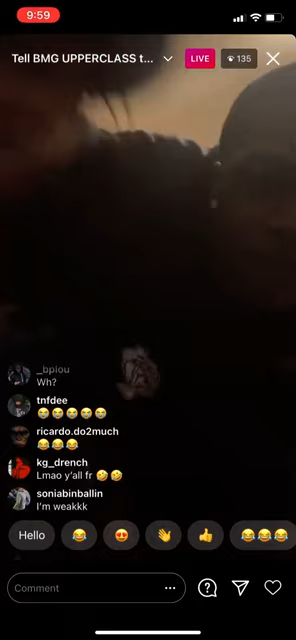 9:59
Tell BMG UPPERCLASS t...
LIVE
135
_bplou
Wh?
tnfdee
😭😭😭😭😭
ricardo.do2much
😂😂😂
kg_drench
Lmao y'all fr 🤣🤣
soniabinballin
I'm weakkk
Hello 😂 😍 👋 👍 😂😂😂
Comment